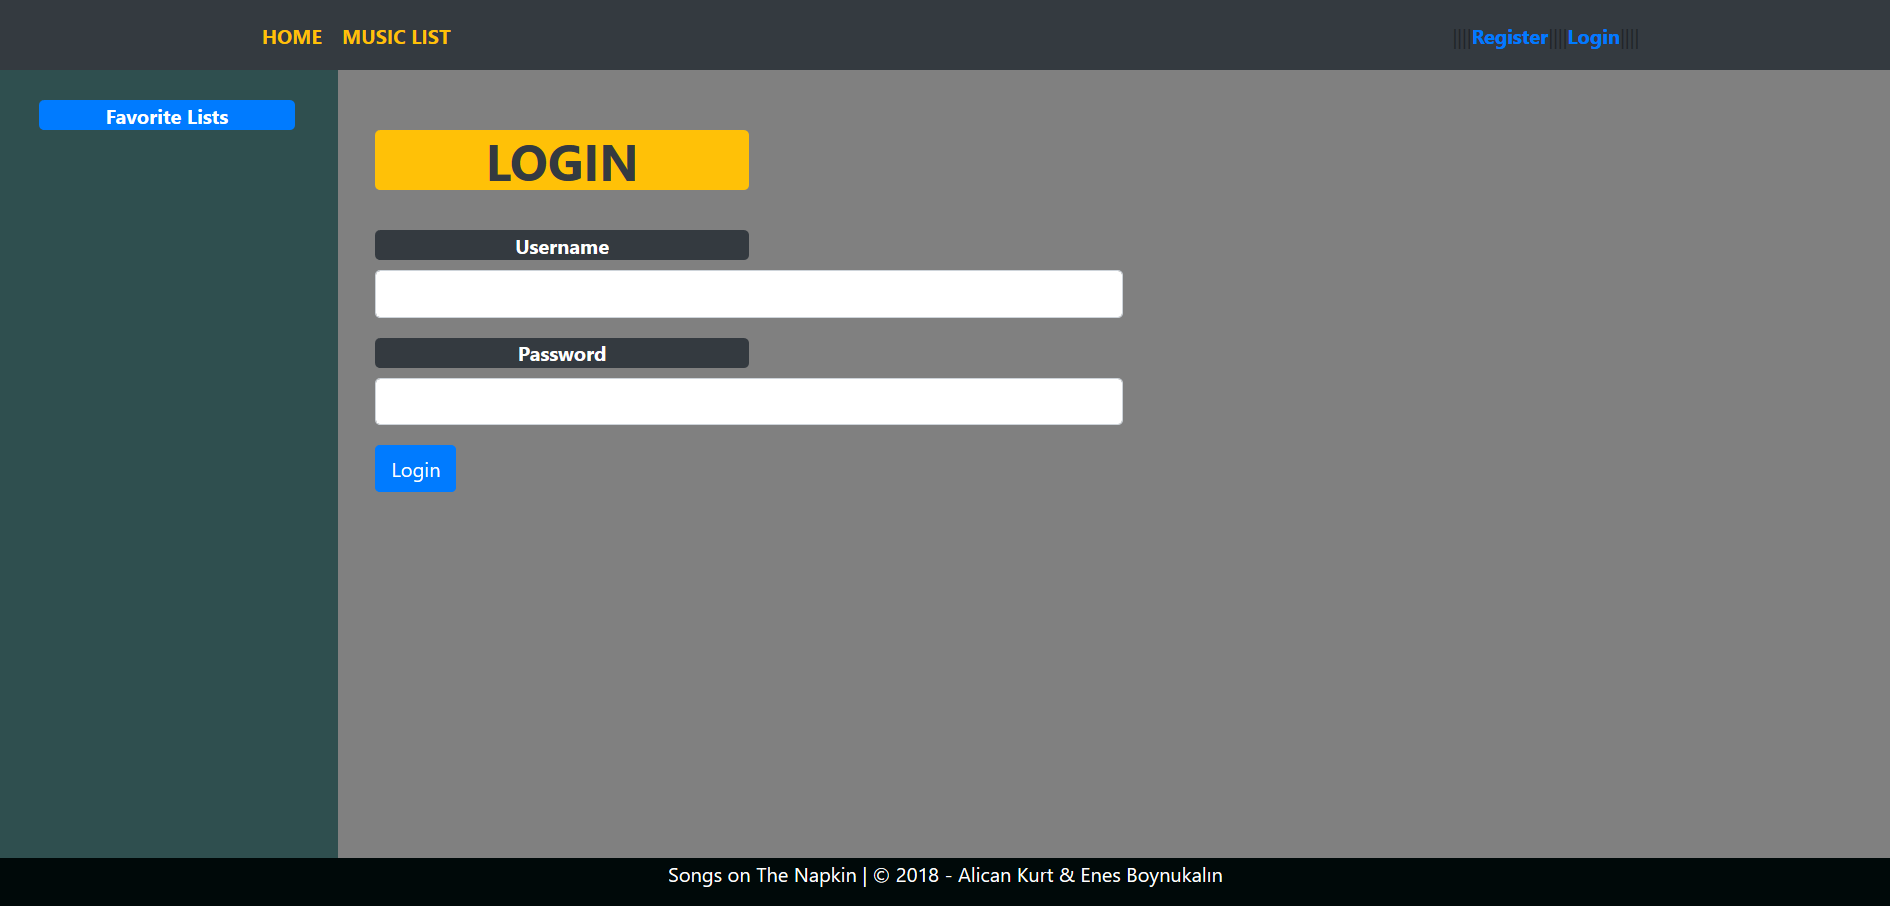 HOME MUSIC LIST ||||Register||||Login||||
Favorite Lists
LOGIN
Username
Password
Login
Songs on The Napkin | © 2018 - Alican Kurt & Enes Boynukalın